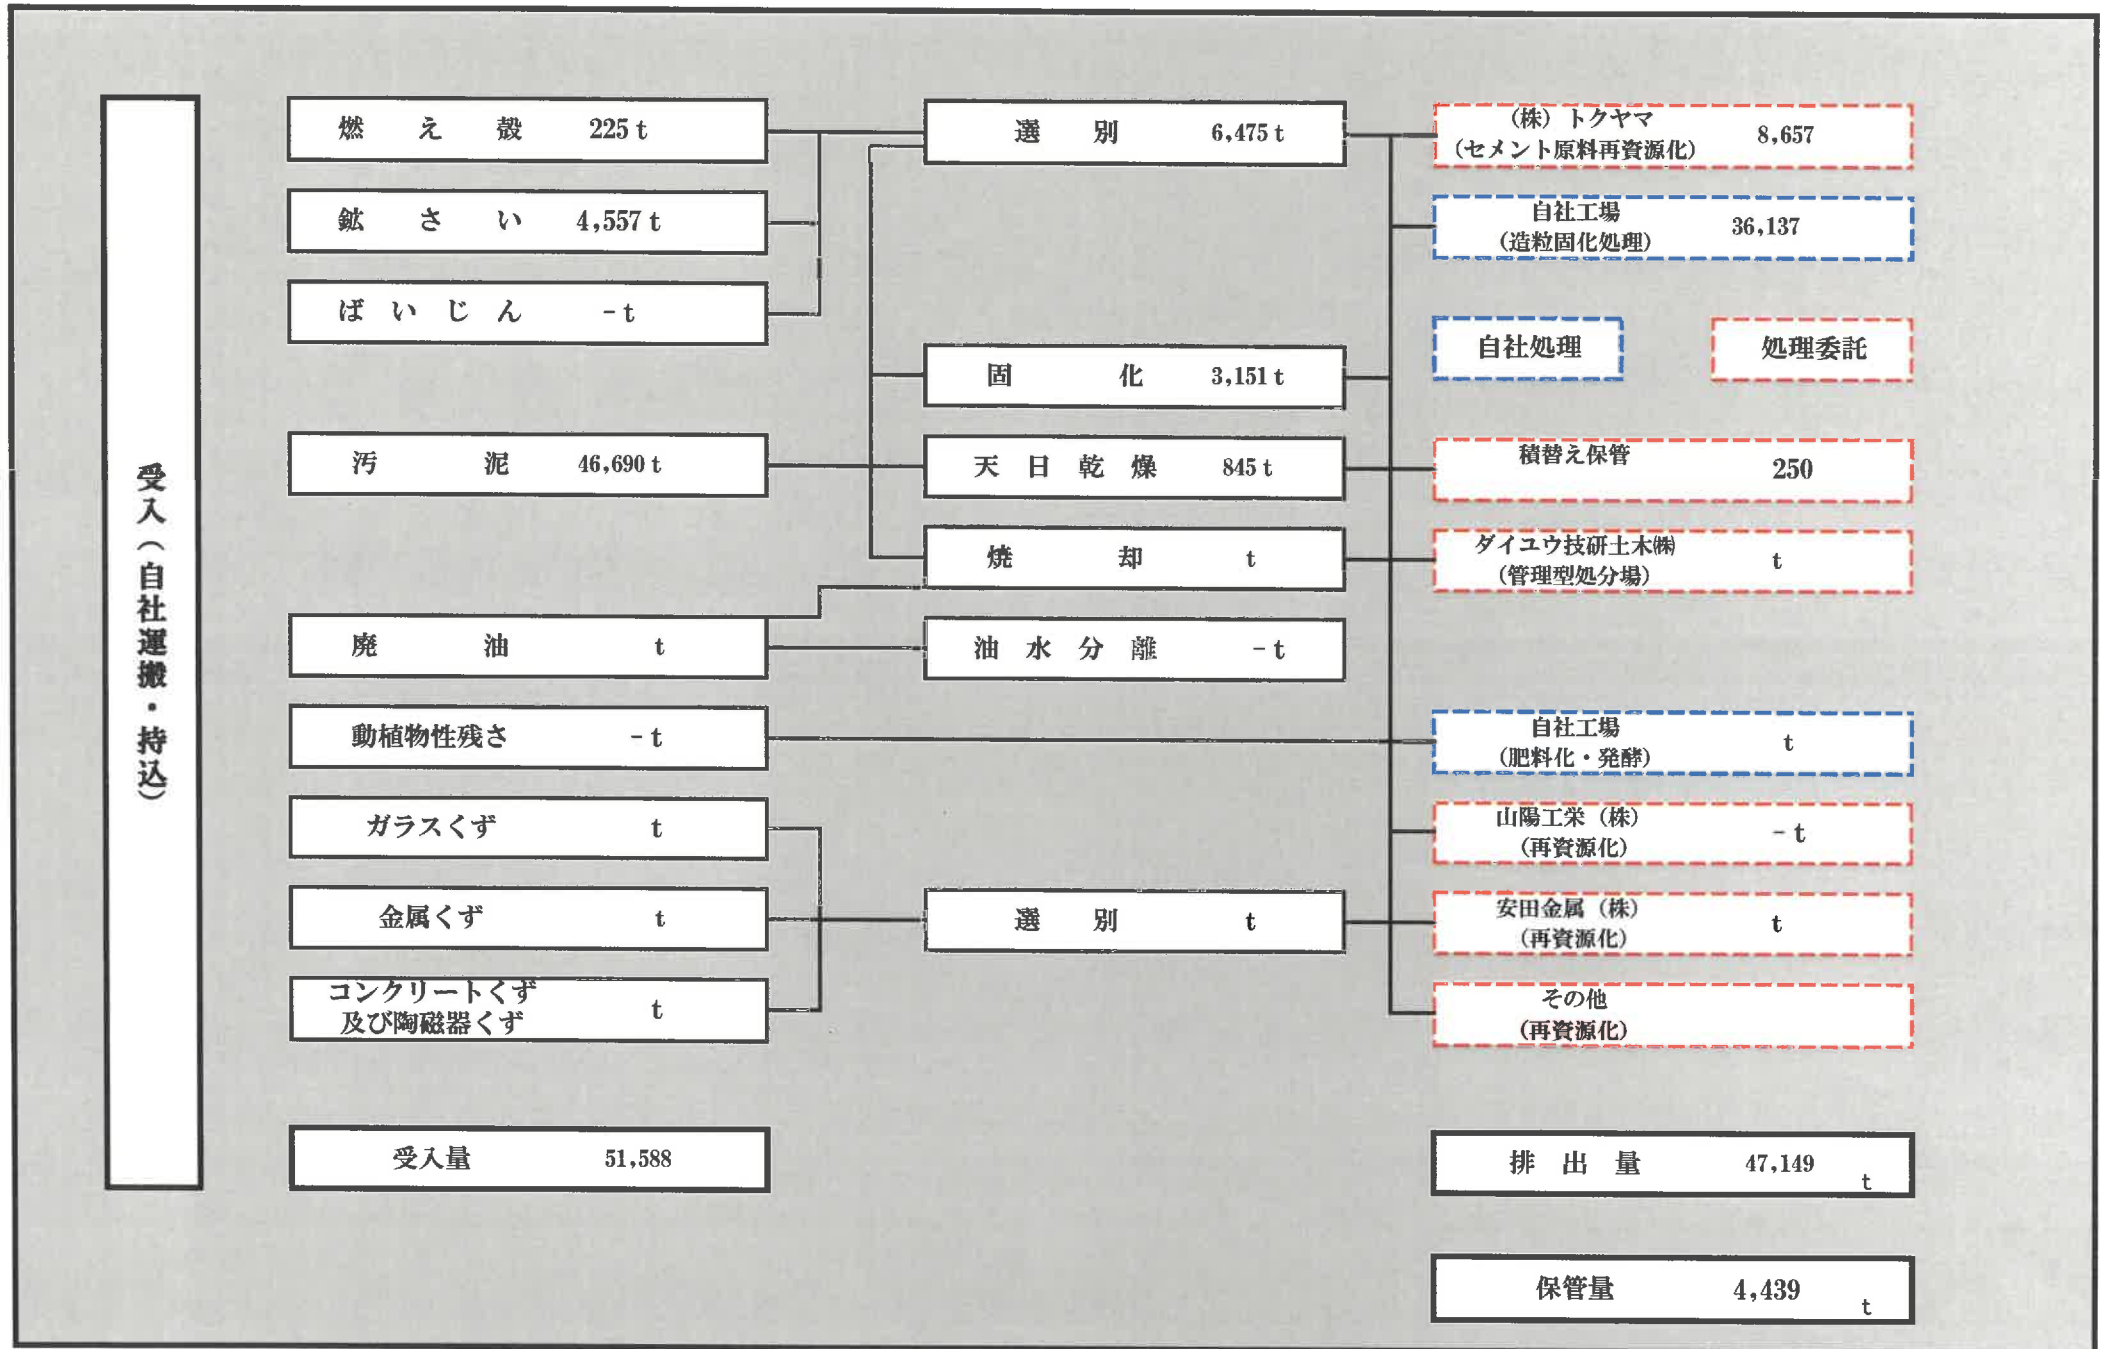 受入（自社運搬・持込）
燃え殻 225 t
鉱さい 4,557 t
ばいじん - t
汚泥 46,690 t
廃油 t
動植物性残さ - t
ガラスくず t
金属くず t
コンクリートくず
及び陶磁器くず t
受入量 51,588
選別 6,475 t
固化 3,151 t
天日乾燥 845 t
焼却 t
油水分離 - t
選別 t
（株）トクヤマ
（セメント原料再資源化） 8,657
自社工場
（造粒固化処理） 36,137
自社処理
処理委託
積替え保管 250
ダイユウ技研土木㈱
（管理型処分場） t
自社工場
（肥料化・発酵） t
山陽工栄（株）
（再資源化） - t
安田金属（株）
（再資源化） t
その他
（再資源化）
排出量 47,149 t
保管量 4,439 t